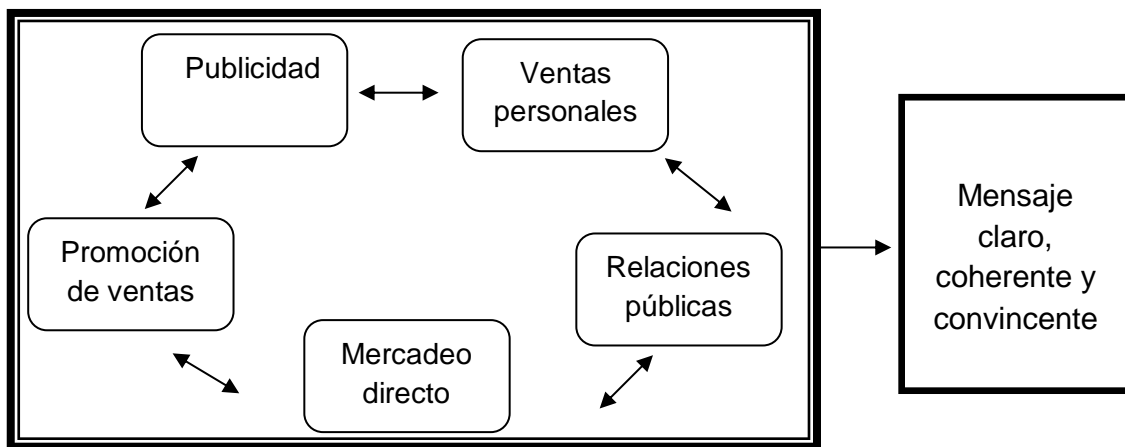 Publicidad
Ventas
personales
Promoción
de ventas
Relaciones
públicas
Mercadeo
directo
Mensaje
claro,
coherente y
convincente